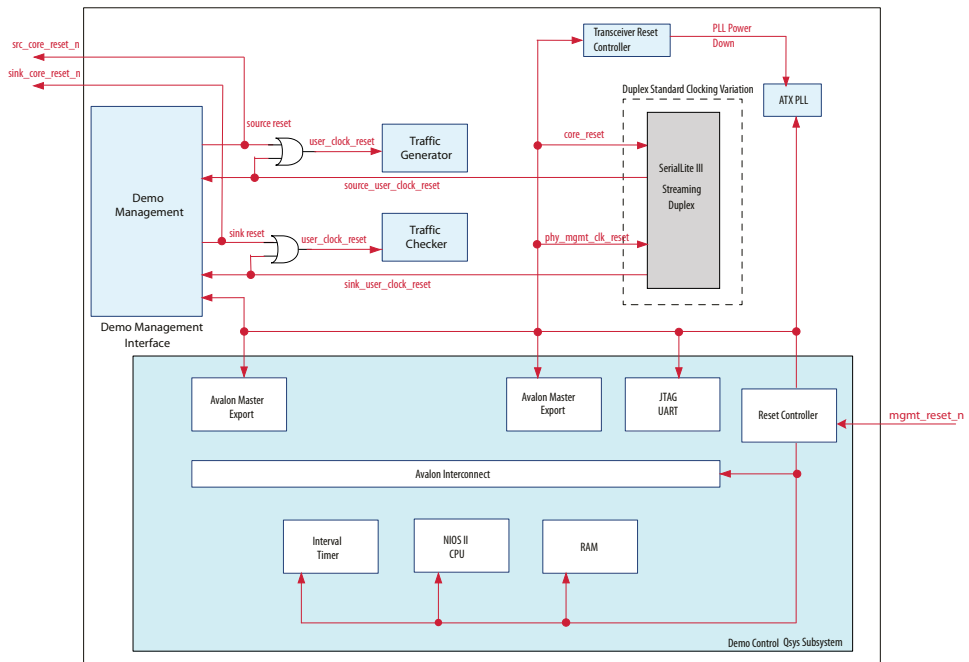 src_core_reset_n
sink_core_reset_n
Transceiver Reset
Controller
PLL Power
Down
ATX PLL
Duplex Standard Clocking Variation
source reset
user_clock_reset
Traffic
Generator
core_reset
SerialLite III
Streaming
Duplex
source_user_clock_reset
Demo
Management
sink reset
user_clock_reset
Traffic
Checker
phy_mgmt_clk_reset
sink_user_clock_reset
Demo Management
Interface
Avalon Master
Export
Avalon Master
Export
JTAG
UART
Reset Controller
mgmt_reset_n
Avalon Interconnect
Interval
Timer
NIOS II
CPU
RAM
Demo Control Qsys Subsystem